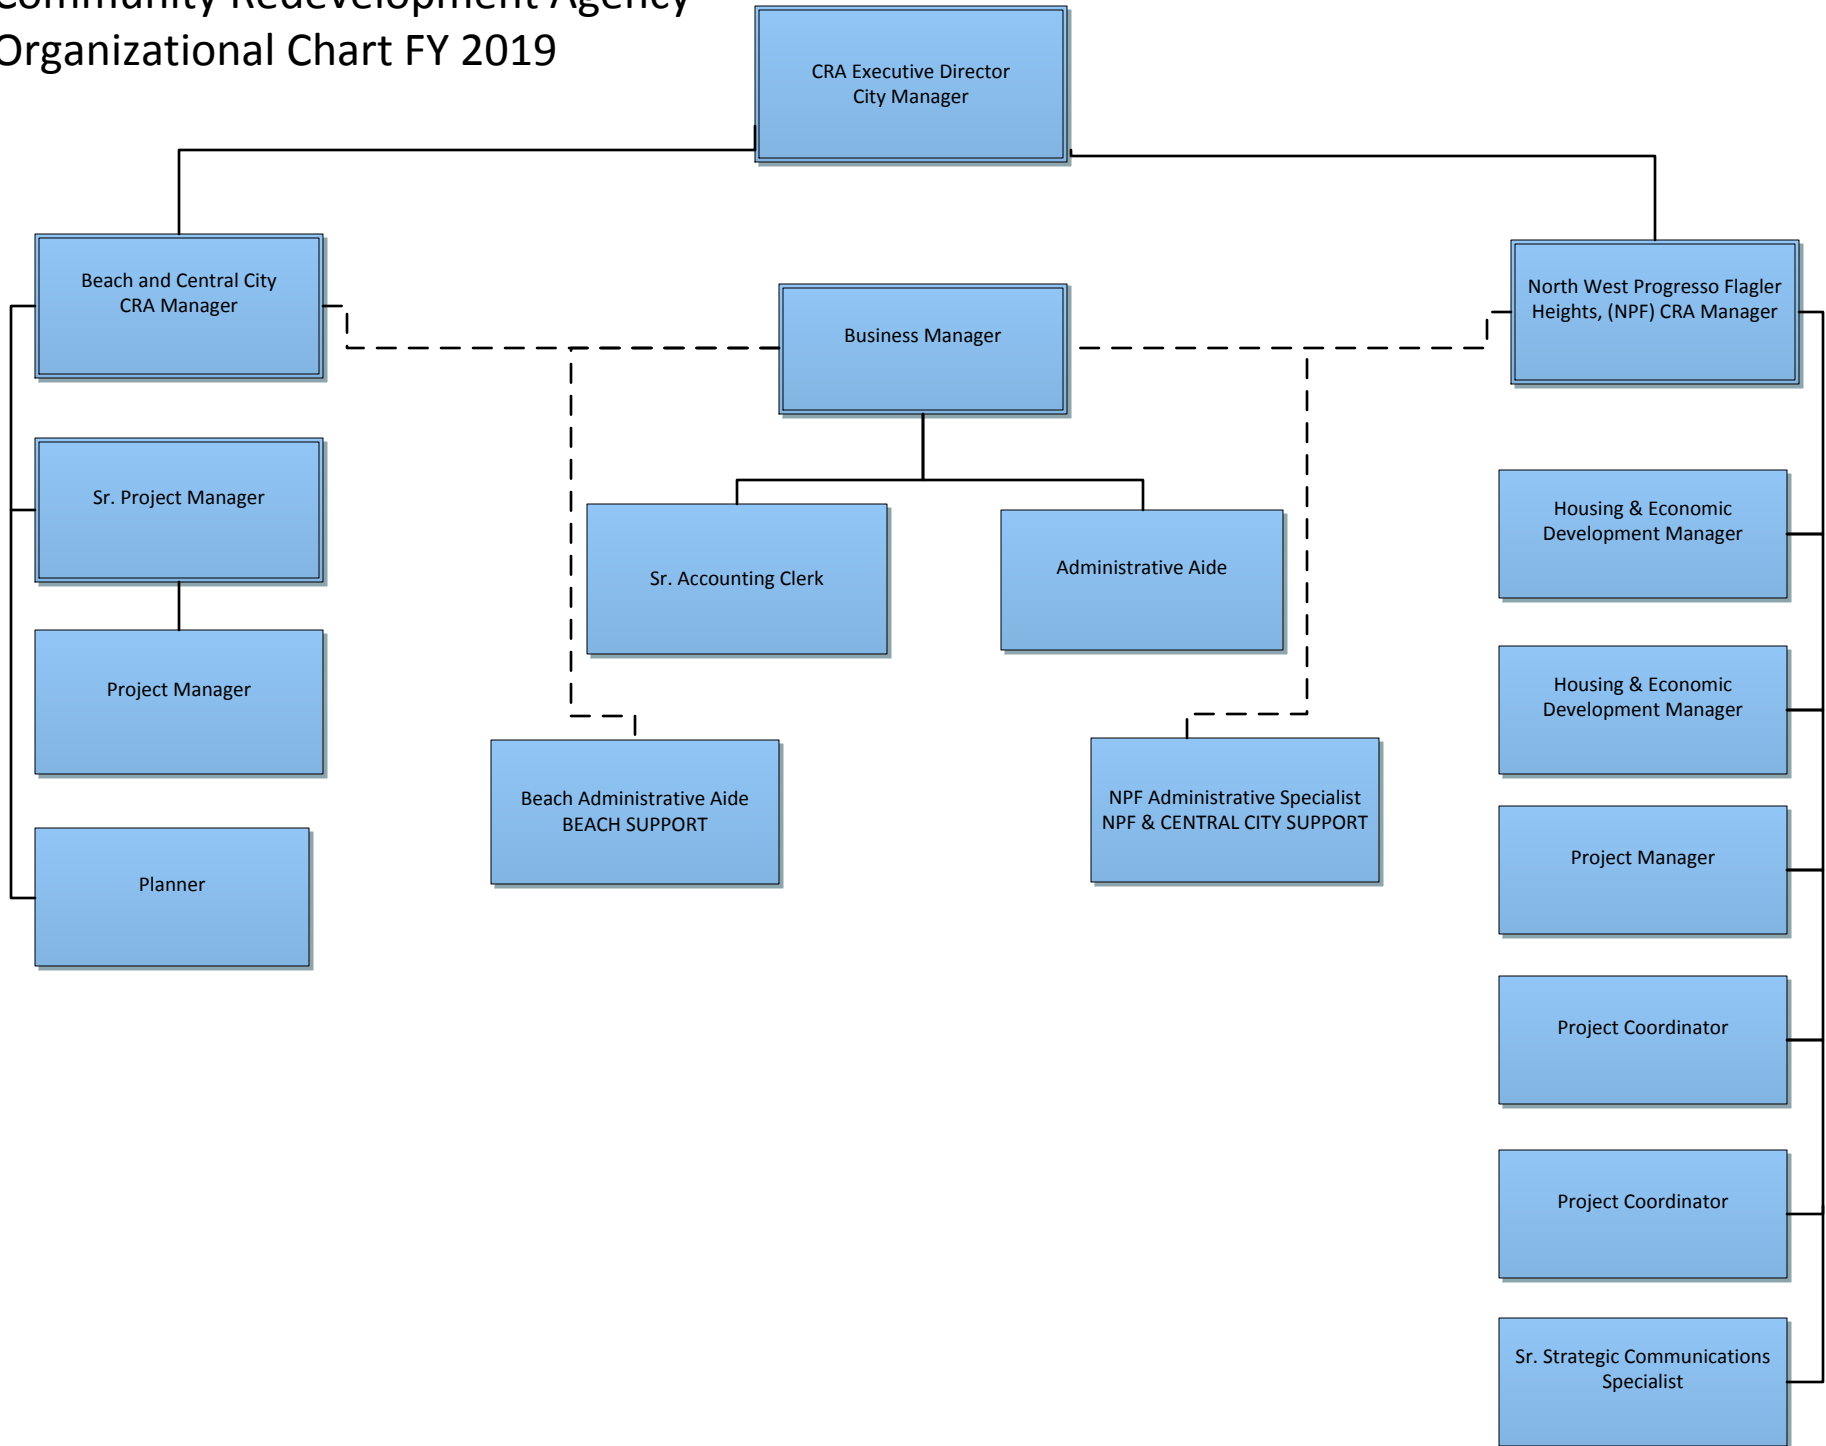 Community Redevelopment Agency
Organizational Chart FY 2019
CRA Executive Director
City Manager
Beach and Central City
CRA Manager
Business Manager
North West Progresso Flagler
Heights, (NPF) CRA Manager
Sr. Project Manager
Project Manager
Planner
Sr. Accounting Clerk
Administrative Aide
Beach Administrative Aide
BEACH SUPPORT
NPF Administrative Specialist
NPF & CENTRAL CITY SUPPORT
Housing & Economic
Development Manager
Housing & Economic
Development Manager
Project Manager
Project Coordinator
Project Coordinator
Sr. Strategic Communications
Specialist